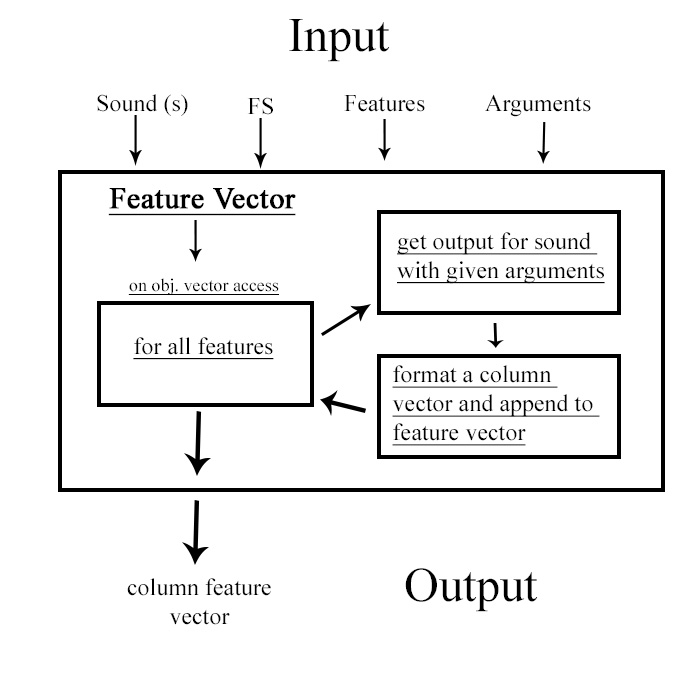 Input
Sound (s)
FS
Features
Arguments
Feature Vector
on obj. vector access
for all features
get output for sound
with given arguments
format a column
vector and append to
feature vector
column feature
vector
Output